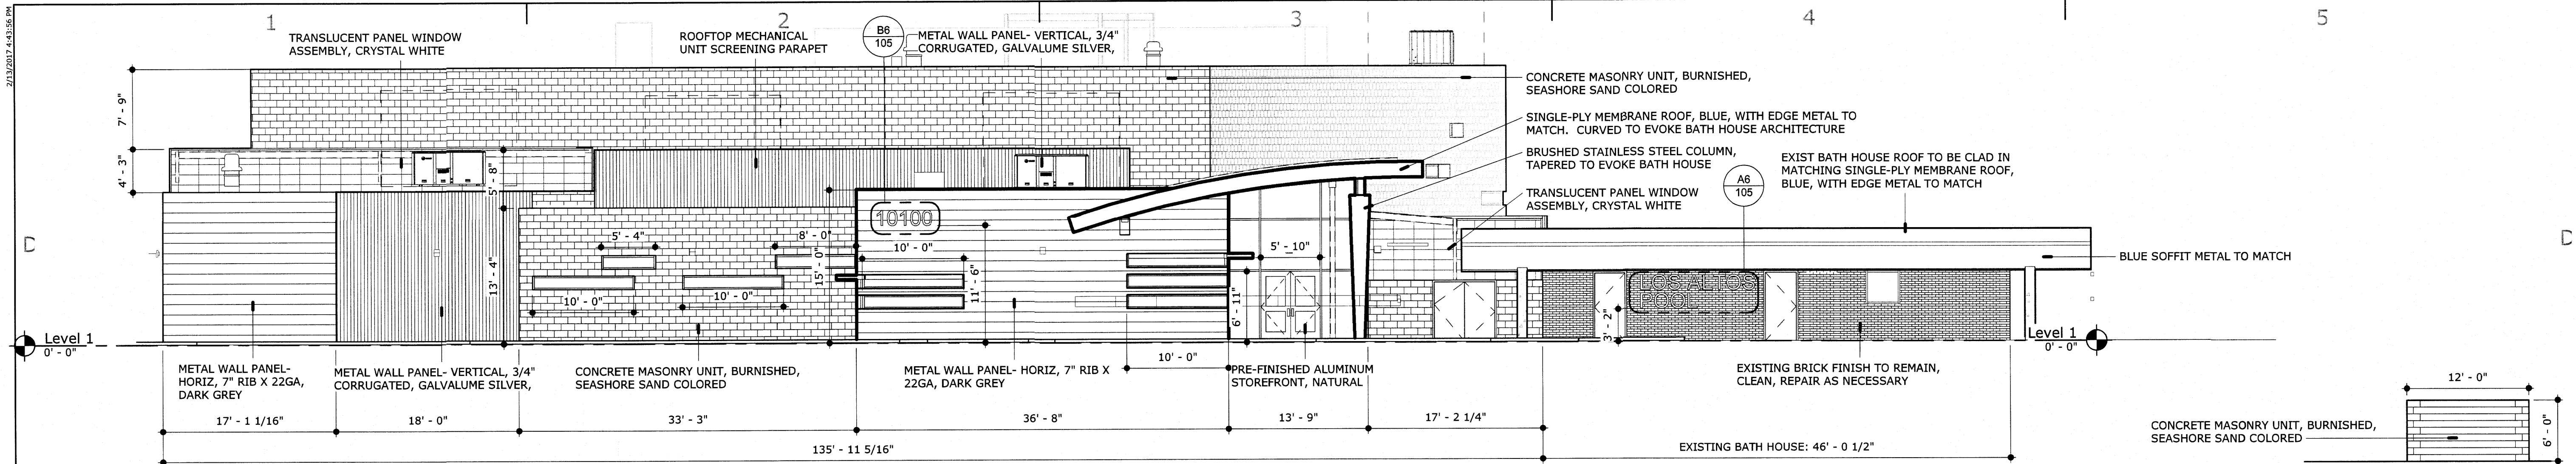 2/13/2017 4:43:56 PM
1
2
3
4
5
D
D
TRANSLUCENT PANEL WINDOW
ASSEMBLY, CRYSTAL WHITE
ROOFTOP MECHANICAL
UNIT SCREENING PARAPET
B6
105
METAL WALL PANEL- VERTICAL, 3/4"
CORRUGATED, GALVALUME SILVER,
CONCRETE MASONRY UNIT, BURNISHED,
SEASHORE SAND COLORED
SINGLE-PLY MEMBRANE ROOF, BLUE, WITH EDGE METAL TO
MATCH. CURVED TO EVOKE BATH HOUSE ARCHITECTURE
BRUSHED STAINLESS STEEL COLUMN,
TAPERED TO EVOKE BATH HOUSE
TRANSLUCENT PANEL WINDOW
ASSEMBLY, CRYSTAL WHITE
A6
105
EXIST BATH HOUSE ROOF TO BE CLAD IN
MATCHING SINGLE-PLY MEMBRANE ROOF,
BLUE, WITH EDGE METAL TO MATCH
BLUE SOFFIT METAL TO MATCH
7' - 9"
4' - 3"
5' - 8"
13' - 4"
5' - 4"
8' - 0"
10' - 0"
10' - 0"
15' - 0"
10100
10' - 0"
11' - 6"
5' - 10"
6' - 11"
10' - 0"
LOS ALTOS
POOL
3' - 2"
Level 1
0' - 0"
Level 1
0' - 0"
METAL WALL PANEL-
HORIZ, 7" RIB X 22GA,
DARK GREY
METAL WALL PANEL- VERTICAL, 3/4"
CORRUGATED, GALVALUME SILVER,
CONCRETE MASONRY UNIT, BURNISHED,
SEASHORE SAND COLORED
METAL WALL PANEL- HORIZ, 7" RIB X
22GA, DARK GREY
PRE-FINISHED ALUMINUM
STOREFRONT, NATURAL
EXISTING BRICK FINISH TO REMAIN,
CLEAN, REPAIR AS NECESSARY
17' - 1 1/16"
18' - 0"
33' - 3"
36' - 8"
13' - 9"
17' - 2 1/4"
135' - 11 5/16"
EXISTING BATH HOUSE: 46' - 0 1/2"
12' - 0"
6' - 0"
CONCRETE MASONRY UNIT, BURNISHED,
SEASHORE SAND COLORED